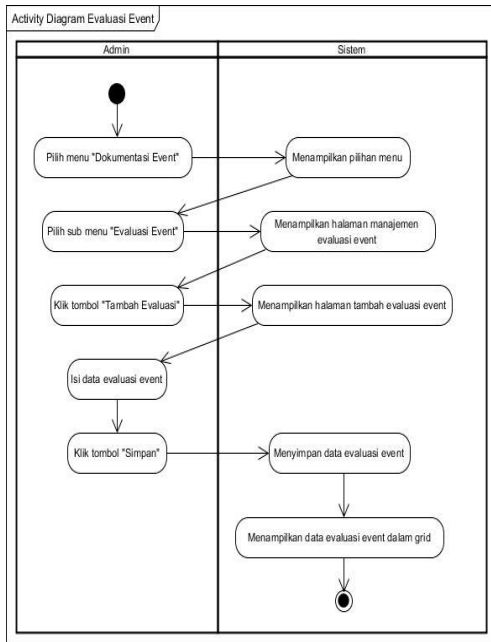 Activity Diagram Evaluasi Event
Admin
Sistem
Pilih menu "Dokumentasi Event"
Menampilkan pilihan menu
Pilih sub menu "Evaluasi Event"
Menampilkan halaman manajemen
evaluasi event
Klik tombol "Tambah Evaluasi"
Menampilkan halaman tambah evaluasi event
Isi data evaluasi event
Klik tombol "Simpan"
Menyimpan data evaluasi event
Menampilkan data evaluasi event dalam grid